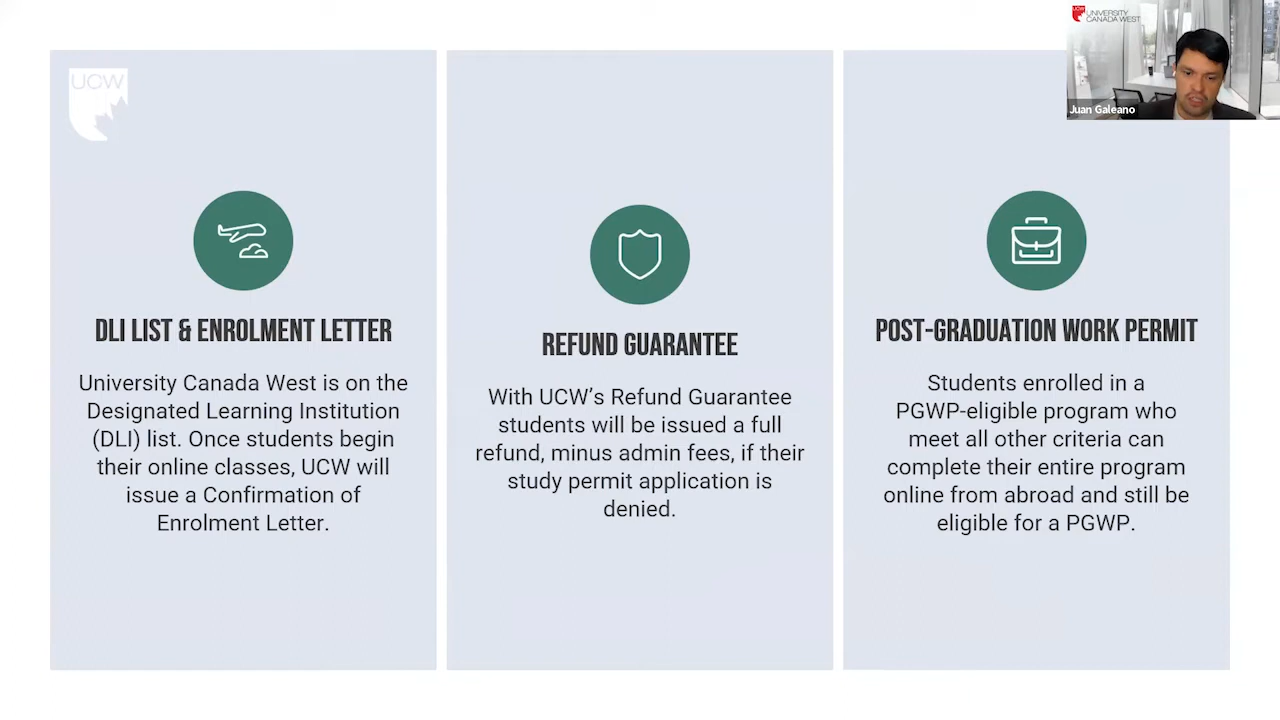 UCW
DLI LIST & ENROLMENT LETTER
University Canada West is on the
Designated Learning Institution
(DLI) list. Once students begin
their online classes, UCW will
issue a Confirmation of
Enrolment Letter.
REFUND GUARANTEE
With UCW’s Refund Guarantee
students will be issued a full
refund, minus admin fees, if their
study permit application is
denied.
POST-GRADUATION WORK PERMIT
Students enrolled in a
PGWP-eligible program who
meet all other criteria can
complete their entire program
online from abroad and still be
eligible for a PGWP.
UCW
UNIVERSITY
CANADA WEST
Juan Galeano